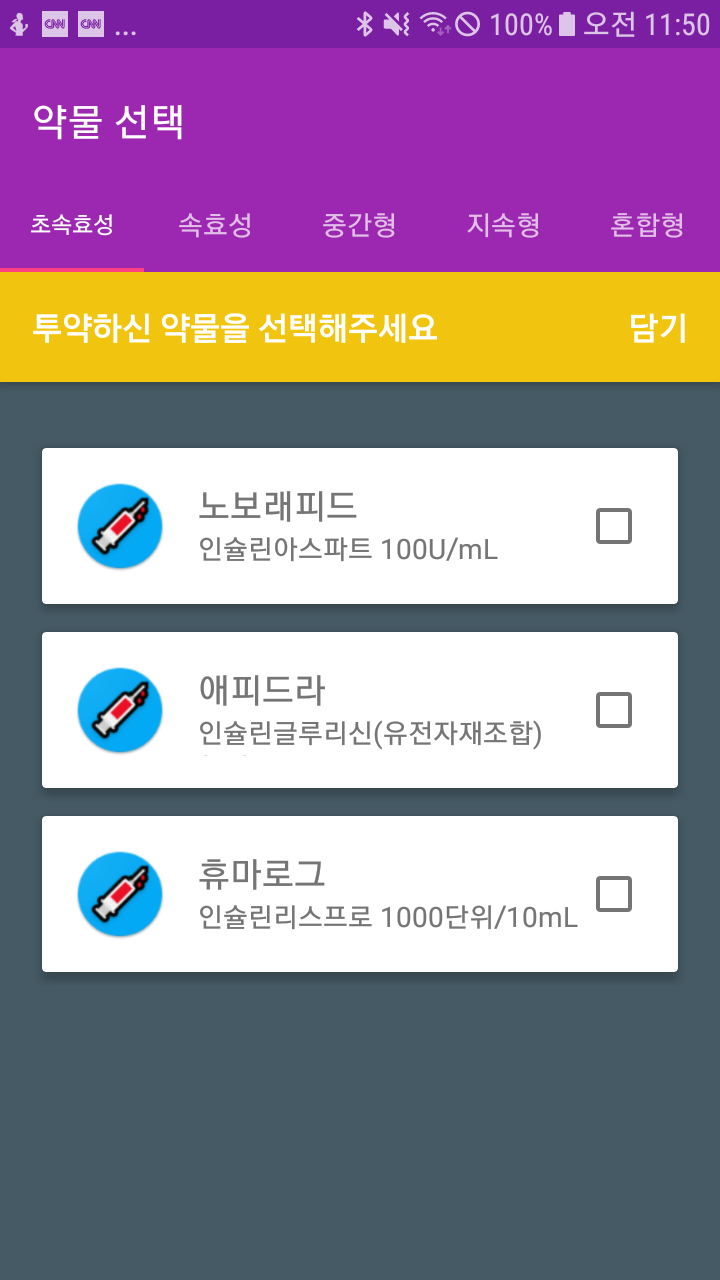 CNN CNN ... 100% 오전 11:50
약물 선택
초속효성 속효성 중간형 지속형 혼합형
투약하신 약물을 선택해주세요 담기
노보래피드
인슐린아스파트 100U/mL
애피드라
인슐린글루리신(유전자재조합)
휴마로그
인슐린리스프로 1000단위/10mL